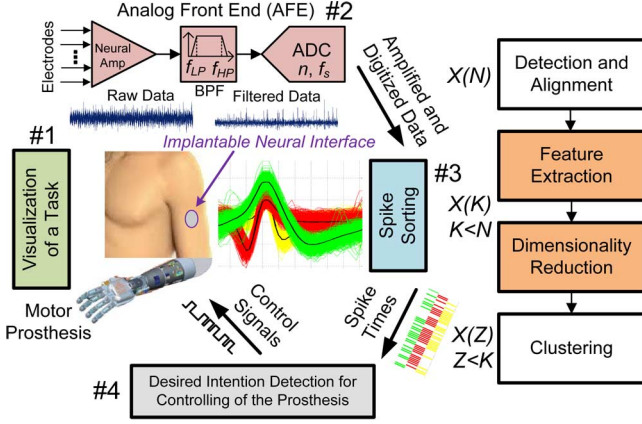 Analog Front End (AFE) #2
Electrodes
Neural
Amp
f_LP f_HP
BPF
ADC
n, f_s
Raw Data
Filtered Data
Amplified and
Digitized Data
Implantable Neural Interface
#1
Visualization
of a Task
Motor
Prosthesis
#3
Spike
Sorting
Control
Signals
Spike
Times
#4
Desired Intention Detection for
Controlling of the Prosthesis
X(N)
Detection and
Alignment
Feature
Extraction
X(K)
K<N
Dimensionality
Reduction
X(Z)
Z<K
Clustering